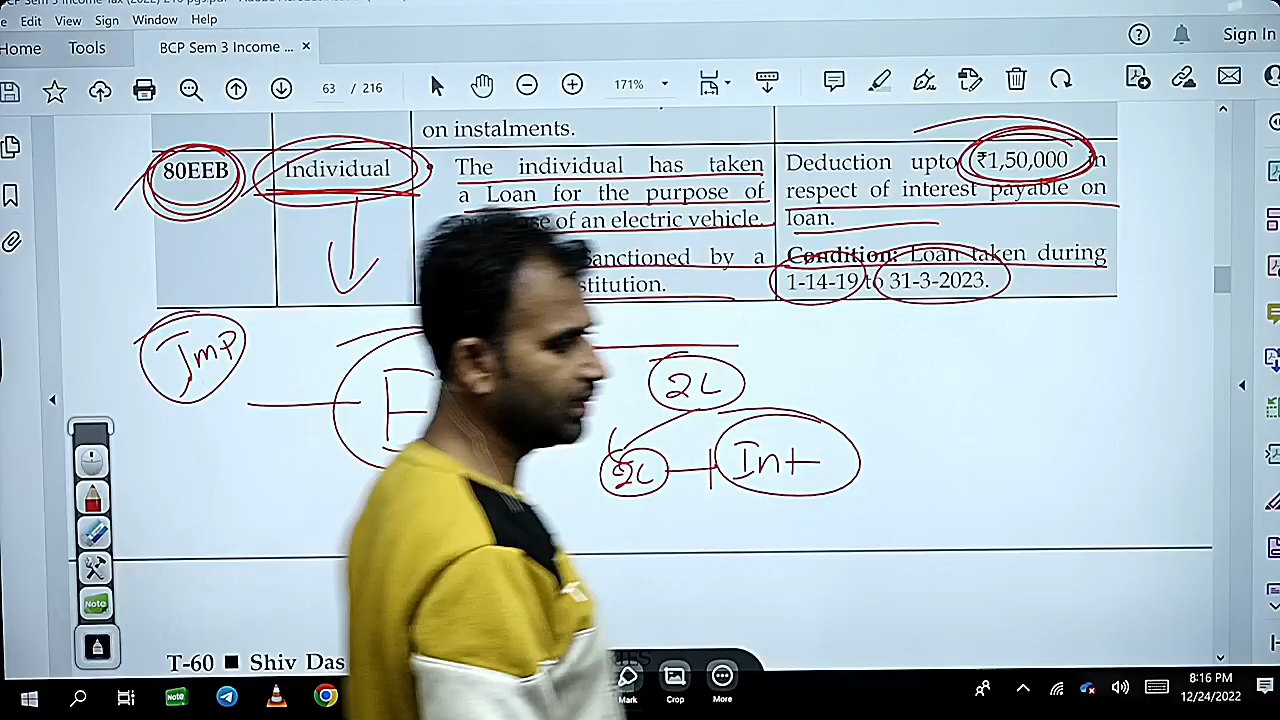 Edit View Sign Window Help
Home Tools BCP Sem 3 Income ... × Sign In
63 / 216 171%
on instalments.
80EEB Individual The individual has taken Deduction upto ₹1,50,000 in
a Loan for the purpose of respect of interest payable on
of an electric vehicle. loan.
sanctioned by a Condition: Loan taken during
1-14-19 to 31-3-2023.
Imp
E
2L
2L Int
T-60 ■ Shiv Das
Mark Crop More
Note
8:16 PM
12/24/2022